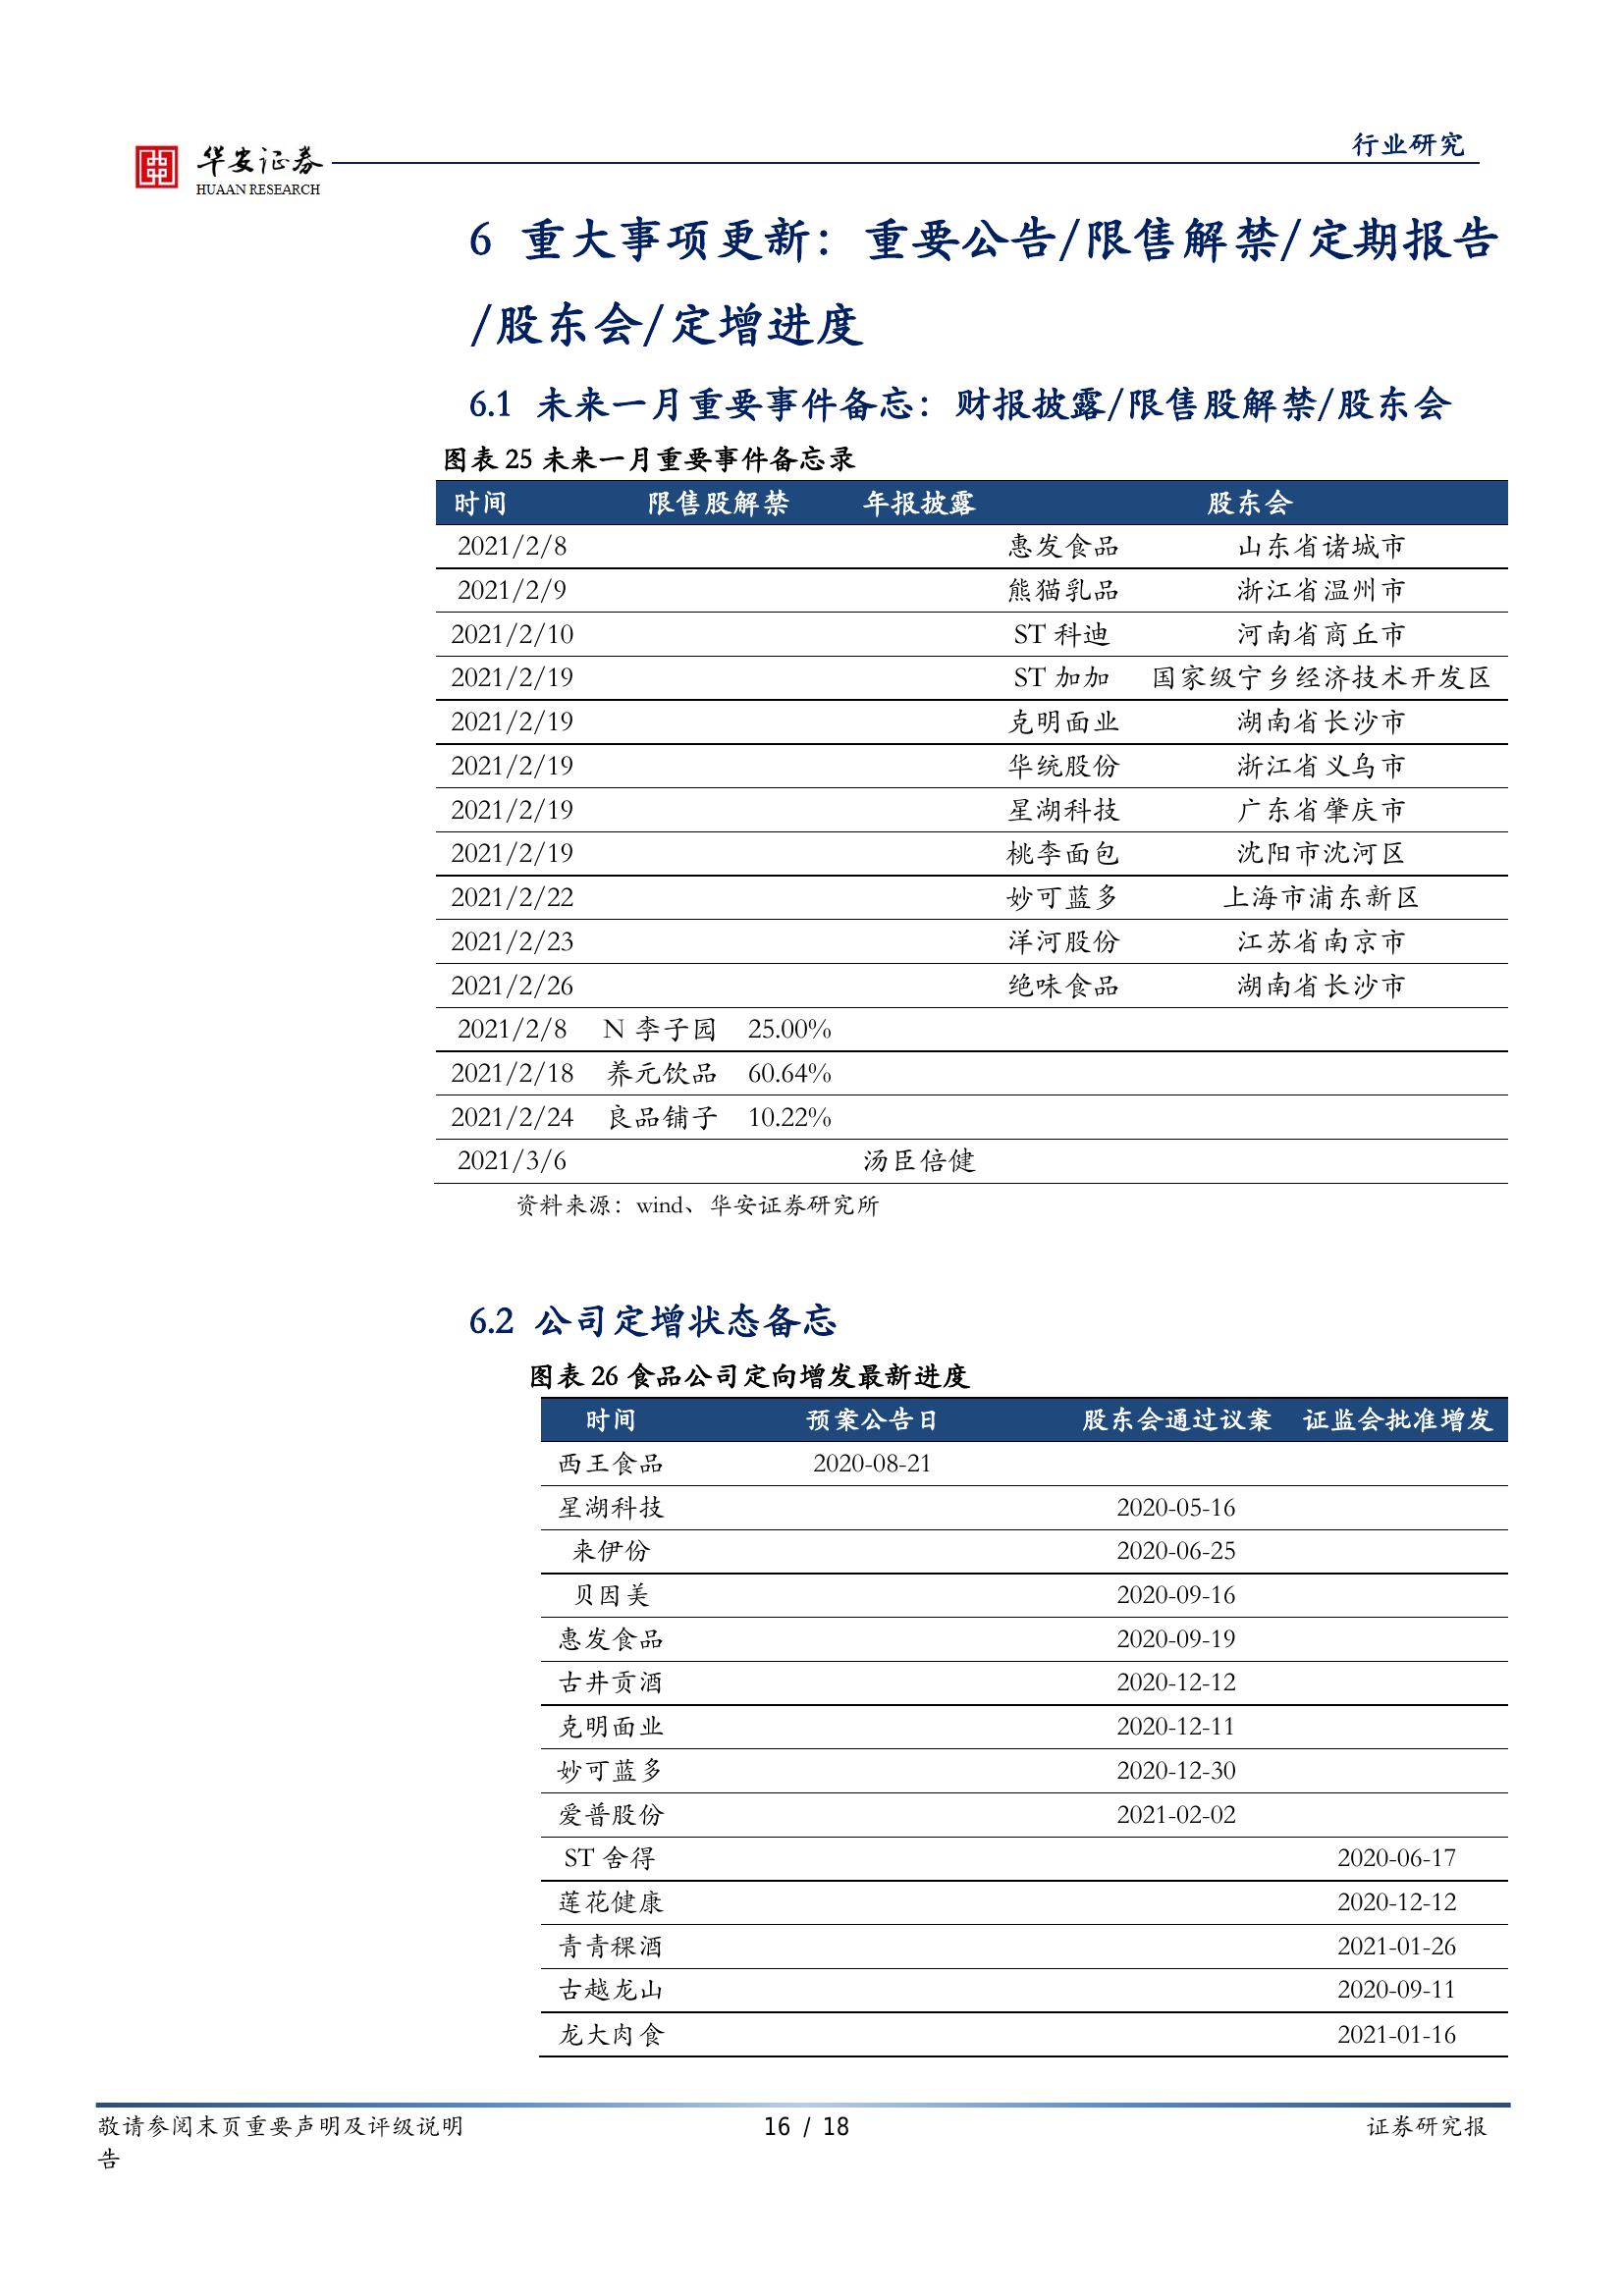 华安证券
HUAAN RESEARCH
行业研究
6 重大事项更新：重要公告/限售解禁/定期报告
/股东会/定增进度
6.1 未来一月重要事件备忘：财报披露/限售股解禁/股东会
图表 25 未来一月重要事件备忘录
时间 限售股解禁 年报披露 股东会
2021/2/8 惠发食品 山东省诸城市
2021/2/9 熊猫乳品 浙江省温州市
2021/2/10 ST 科迪 河南省商丘市
2021/2/19 ST 加加 国家级宁乡经济技术开发区
2021/2/19 克明面业 湖南省长沙市
2021/2/19 华统股份 浙江省义乌市
2021/2/19 星湖科技 广东省肇庆市
2021/2/19 桃李面包 沈阳市沈河区
2021/2/22 妙可蓝多 上海市浦东新区
2021/2/23 洋河股份 江苏省南京市
2021/2/26 绝味食品 湖南省长沙市
2021/2/8 N 李子园 25.00%
2021/2/18 养元饮品 60.64%
2021/2/24 良品铺子 10.22%
2021/3/6 汤臣倍健
资料来源：wind、华安证券研究所
6.2 公司定增状态备忘
图表 26 食品公司定向增发最新进度
时间 预案公告日 股东会通过议案 证监会批准增发
西王食品 2020-08-21
星湖科技 2020-05-16
来伊份 2020-06-25
贝因美 2020-09-16
惠发食品 2020-09-19
古井贡酒 2020-12-12
克明面业 2020-12-11
妙可蓝多 2020-12-30
爱普股份 2021-02-02
ST 舍得 2020-06-17
莲花健康 2020-12-12
青青稞酒 2021-01-26
古越龙山 2020-09-11
龙大肉食 2021-01-16
敬请参阅末页重要声明及评级说明 16 / 18 证券研究报
告